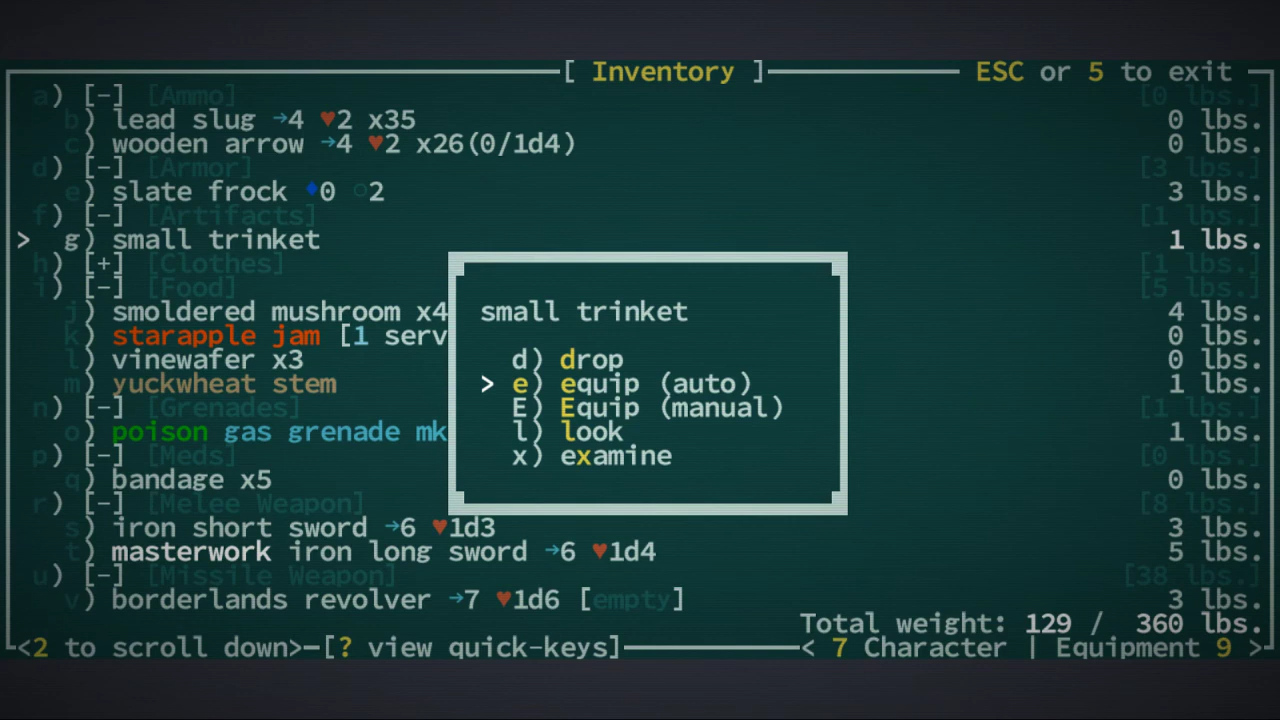 [ Inventory ] ESC or 5 to exit
a) [-] [Ammo] [0 lbs.]
b) lead slug →4 ♥2 x35 0 lbs.
c) wooden arrow →4 ♥2 x26(0/1d4) 0 lbs.
d) [-] [Armor] [3 lbs.]
e) slate frock ♦0 ○2 3 lbs.
f) [-] [Artifacts] [1 lbs.]
> g) small trinket 1 lbs.
h) [+] [Clothes] [1 lbs.]
i) [-] [Food] [5 lbs.]
j) smoldered mushroom x4 4 lbs.
k) starapple jam [1 serv 0 lbs.
l) vinewafer x3 0 lbs.
m) yuckwheat stem 1 lbs.
n) [-] [Grenades] [1 lbs.]
o) poison gas grenade mk 1 lbs.
p) [-] [Meds] [0 lbs.]
q) bandage x5 0 lbs.
r) [-] [Melee Weapon] [8 lbs.]
s) iron short sword →6 ♥1d3 3 lbs.
t) masterwork iron long sword →6 ♥1d4 5 lbs.
u) [-] [Missile Weapon] [38 lbs.]
v) borderlands revolver →7 ♥1d6 [empty] 3 lbs.
small trinket
d) drop
> e) equip (auto)
E) Equip (manual)
l) look
x) examine
Total weight: 129 / 360 lbs.
<2 to scroll down> [? view quick-keys] < 7 Character | Equipment 9 >